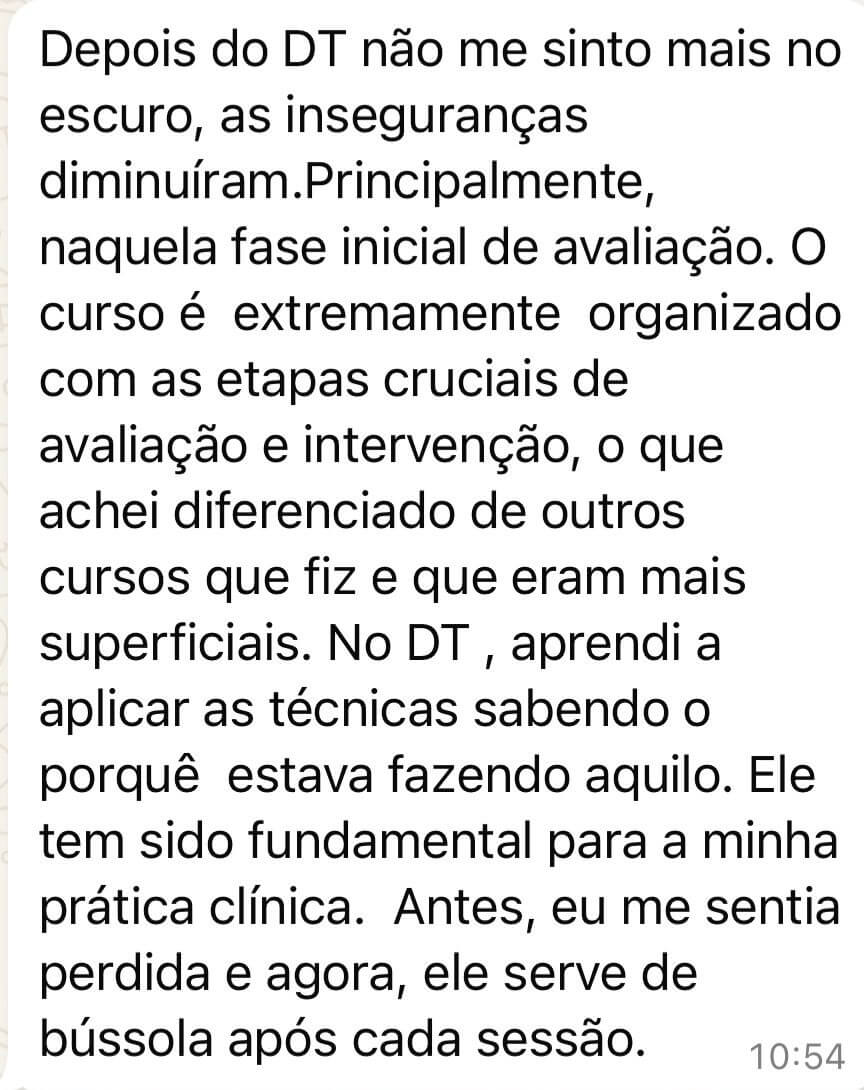 Depois do DT não me sinto mais no
escuro, as inseguranças
diminuíram.Principalmente,
naquela fase inicial de avaliação. O
curso é  extremamente  organizado
com as etapas cruciais de
avaliação e intervenção, o que
achei diferenciado de outros
cursos que fiz e que eram mais
superficiais. No DT , aprendi a
aplicar as técnicas sabendo o
porquê  estava fazendo aquilo. Ele
tem sido fundamental para a minha
prática clínica.  Antes, eu me sentia
perdida e agora, ele serve de
bússola após cada sessão.
10:54